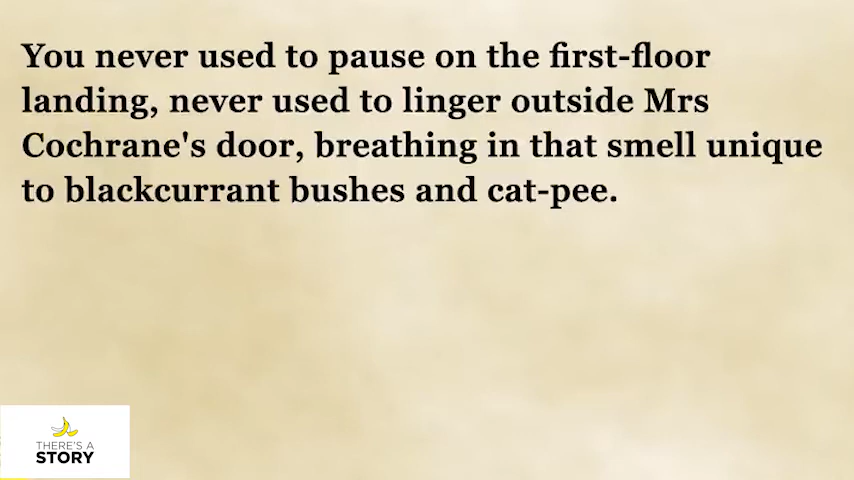 You never used to pause on the first-floor
landing, never used to linger outside Mrs
Cochrane's door, breathing in that smell unique
to blackcurrant bushes and cat-pee.
THERE'S A
STORY